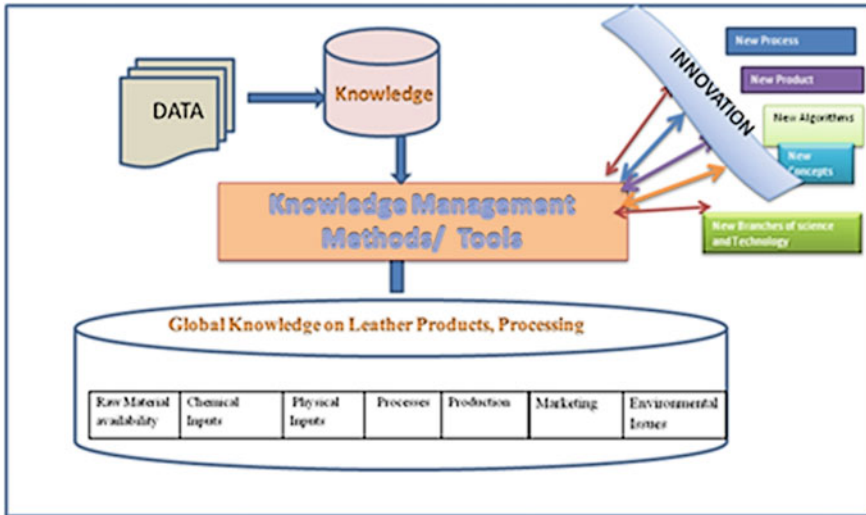 DATA
Knowledge
INNOVATION
New Process
New Product
New Algorithms
New
Concepts
New Branches of science
and Technology
Knowledge Management
Methods/ Tools
Global Knowledge on Leather Products, Processing
Raw Material
availability
Chemical
Inputs
Physical
Inputs
Processes
Production
Marketing
Environmental
Issues